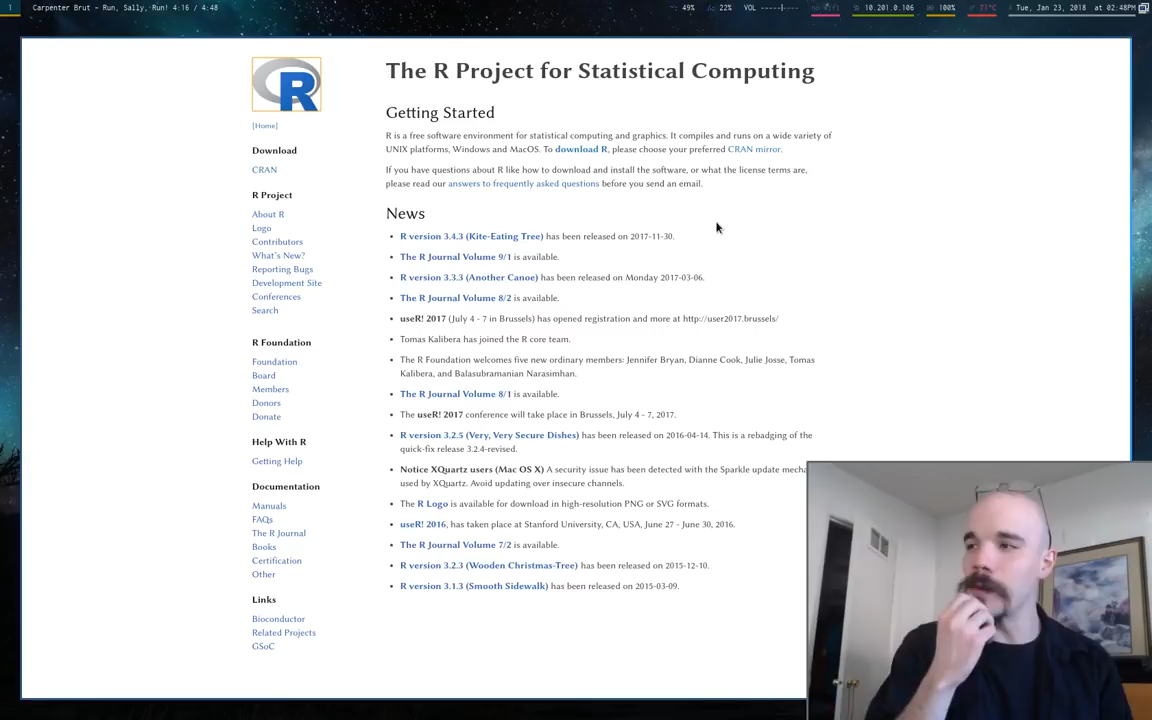 1 Carpenter Brut - Run, Sally, Run! 4:16 / 4:48 49% 22% VOL 10.201.0.106 100% 71°C Tue, Jan 23, 2018 at 02:48PM
R
The R Project for Statistical Computing
[Home]
Download
CRAN
R Project
About R
Logo
Contributors
What's New?
Reporting Bugs
Development Site
Conferences
Search
R Foundation
Foundation
Board
Members
Donors
Donate
Help With R
Getting Help
Documentation
Manuals
FAQs
The R Journal
Books
Certification
Other
Links
Bioconductor
Related Projects
GSoC
Getting Started
R is a free software environment for statistical computing and graphics. It compiles and runs on a wide variety of
UNIX platforms, Windows and MacOS. To download R, please choose your preferred CRAN mirror.
If you have questions about R like how to download and install the software, or what the license terms are,
please read our answers to frequently asked questions before you send an email.
News
• R version 3.4.3 (Kite-Eating Tree) has been released on 2017-11-30.
• The R Journal Volume 9/1 is available.
• R version 3.3.3 (Another Canoe) has been released on Monday 2017-03-06.
• The R Journal Volume 8/2 is available.
• useR! 2017 (July 4 - 7 in Brussels) has opened registration and more at http://user2017.brussels/
• Tomas Kalibera has joined the R core team.
• The R Foundation welcomes five new ordinary members: Jennifer Bryan, Dianne Cook, Julie Josse, Tomas
Kalibera, and Balasubramanian Narasimhan.
• The R Journal Volume 8/1 is available.
• The useR! 2017 conference will take place in Brussels, July 4 - 7, 2017.
• R version 3.2.5 (Very, Very Secure Dishes) has been released on 2016-04-14. This is a rebadging of the
quick-fix release 3.2.4-revised.
• Notice XQuartz users (Mac OS X) A security issue has been detected with the Sparkle update mecha
used by XQuartz. Avoid updating over insecure channels.
• The R Logo is available for download in high-resolution PNG or SVG formats.
• useR! 2016, has taken place at Stanford University, CA, USA, June 27 - June 30, 2016.
• The R Journal Volume 7/2 is available.
• R version 3.2.3 (Wooden Christmas-Tree) has been released on 2015-12-10.
• R version 3.1.3 (Smooth Sidewalk) has been released on 2015-03-09.